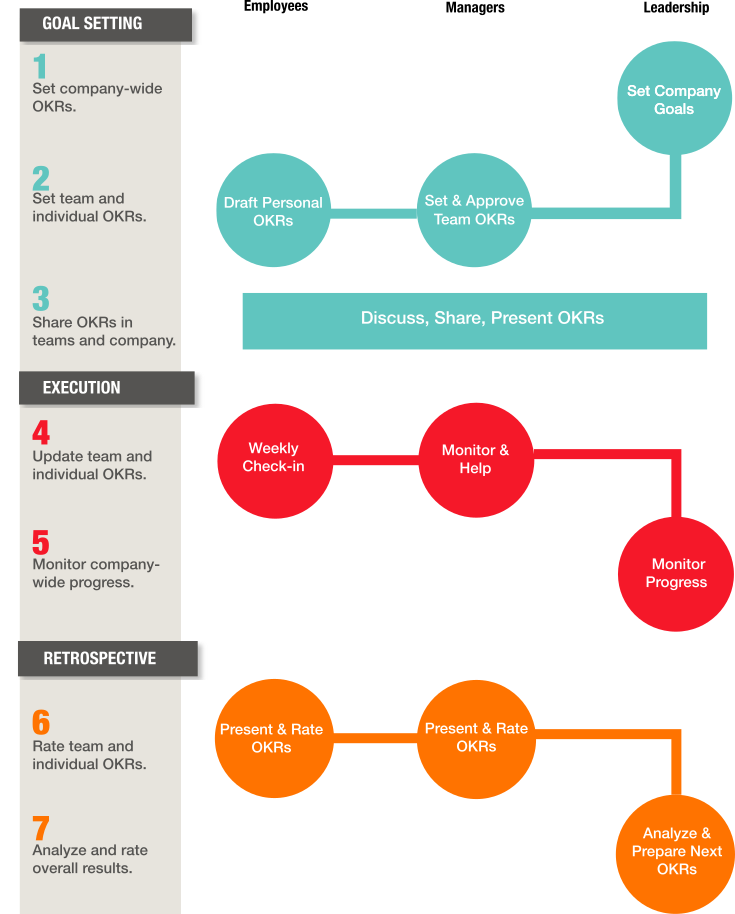 Employees
Managers
Leadership
GOAL SETTING
1
Set company-wide
OKRs.
Set Company
Goals
2
Set team and
individual OKRs.
Draft Personal
OKRs
Set & Approve
Team OKRs
3
Share OKRs in
teams and company.
Discuss, Share, Present OKRs
EXECUTION
4
Update team and
individual OKRs.
Weekly
Check-in
Monitor &
Help
5
Monitor company-
wide progress.
Monitor
Progress
RETROSPECTIVE
6
Rate team and
individual OKRs.
Present & Rate
OKRs
Present & Rate
OKRs
7
Analyze and rate
overall results.
Analyze &
Prepare Next
OKRs